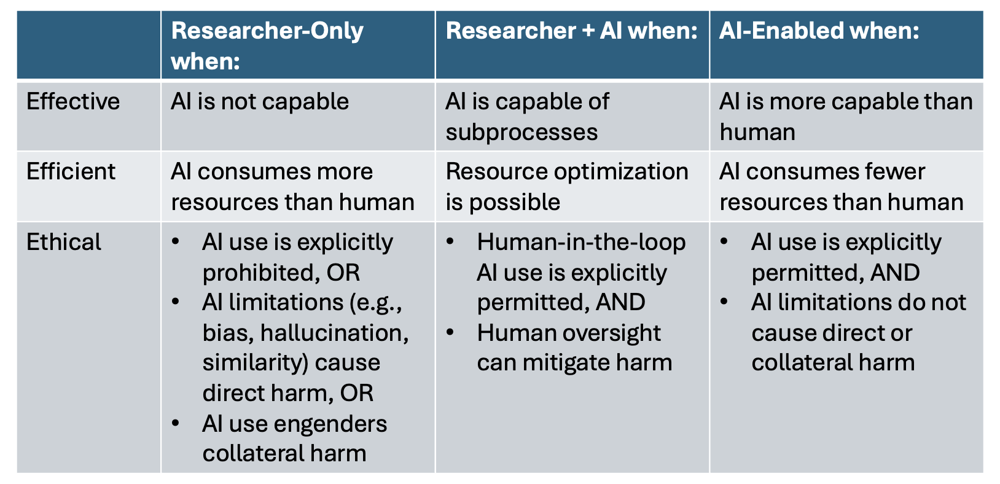 Researcher-Only
when:
Researcher + AI when:
AI-Enabled when:
Effective
AI is not capable
AI is capable of
subprocesses
AI is more capable than
human
Efficient
AI consumes more
resources than human
Resource optimization
is possible
AI consumes fewer
resources than human
Ethical
• AI use is explicitly
prohibited, OR
• AI limitations (e.g.,
bias, hallucination,
similarity) cause
direct harm, OR
• AI use engenders
collateral harm
• Human-in-the-loop
AI use is explicitly
permitted, AND
• Human oversight
can mitigate harm
• AI use is explicitly
permitted, AND
• AI limitations do not
cause direct or
collateral harm